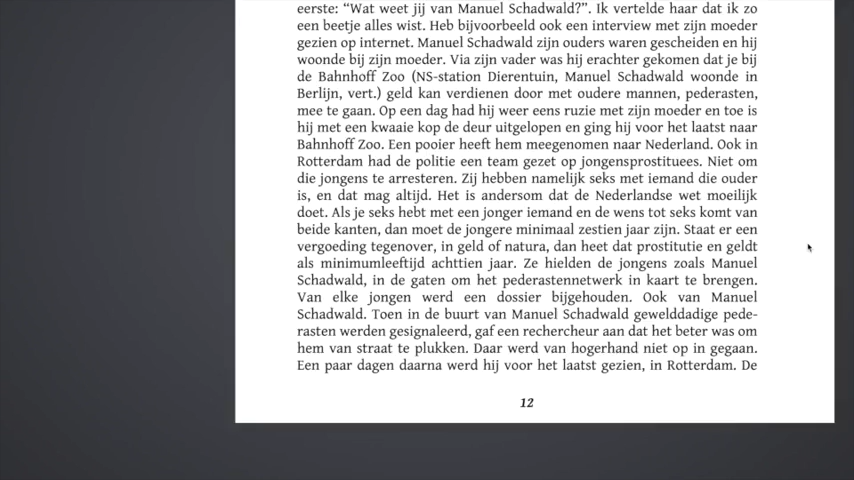 eerste: “Wat weet jij van Manuel Schadwald?”. Ik vertelde haar dat ik zo
een beetje alles wist. Heb bijvoorbeeld ook een interview met zijn moeder
gezien op internet. Manuel Schadwald zijn ouders waren gescheiden en hij
woonde bij zijn moeder. Via zijn vader was hij erachter gekomen dat je bij
de Bahnhoff Zoo (NS-station Dierentuin, Manuel Schadwald woonde in
Berlijn, vert.) geld kan verdienen door met oudere mannen, pederasten,
mee te gaan. Op een dag had hij weer eens ruzie met zijn moeder en toe is
hij met een kwaaie kop de deur uitgelopen en ging hij voor het laatst naar
Bahnhoff Zoo. Een pooier heeft hem meegenomen naar Nederland. Ook in
Rotterdam had de politie een team gezet op jongensprostituees. Niet om
die jongens te arresteren. Zij hebben namelijk seks met iemand die ouder
is, en dat mag altijd. Het is andersom dat de Nederlandse wet moeilijk
doet. Als je seks hebt met een jonger iemand en de wens tot seks komt van
beide kanten, dan moet de jongere minimaal zestien jaar zijn. Staat er een
vergoeding tegenover, in geld of natura, dan heet dat prostitutie en geldt
als minimumleeftijd achttien jaar. Ze hielden de jongens zoals Manuel
Schadwald, in de gaten om het pederastennetwerk in kaart te brengen.
Van elke jongen werd een dossier bijgehouden. Ook van Manuel
Schadwald. Toen in de buurt van Manuel Schadwald gewelddadige pede-
rasten werden gesignaleerd, gaf een rechercheur aan dat het beter was om
hem van straat te plukken. Daar werd van hogerhand niet op in gegaan.
Een paar dagen daarna werd hij voor het laatst gezien, in Rotterdam. De
12